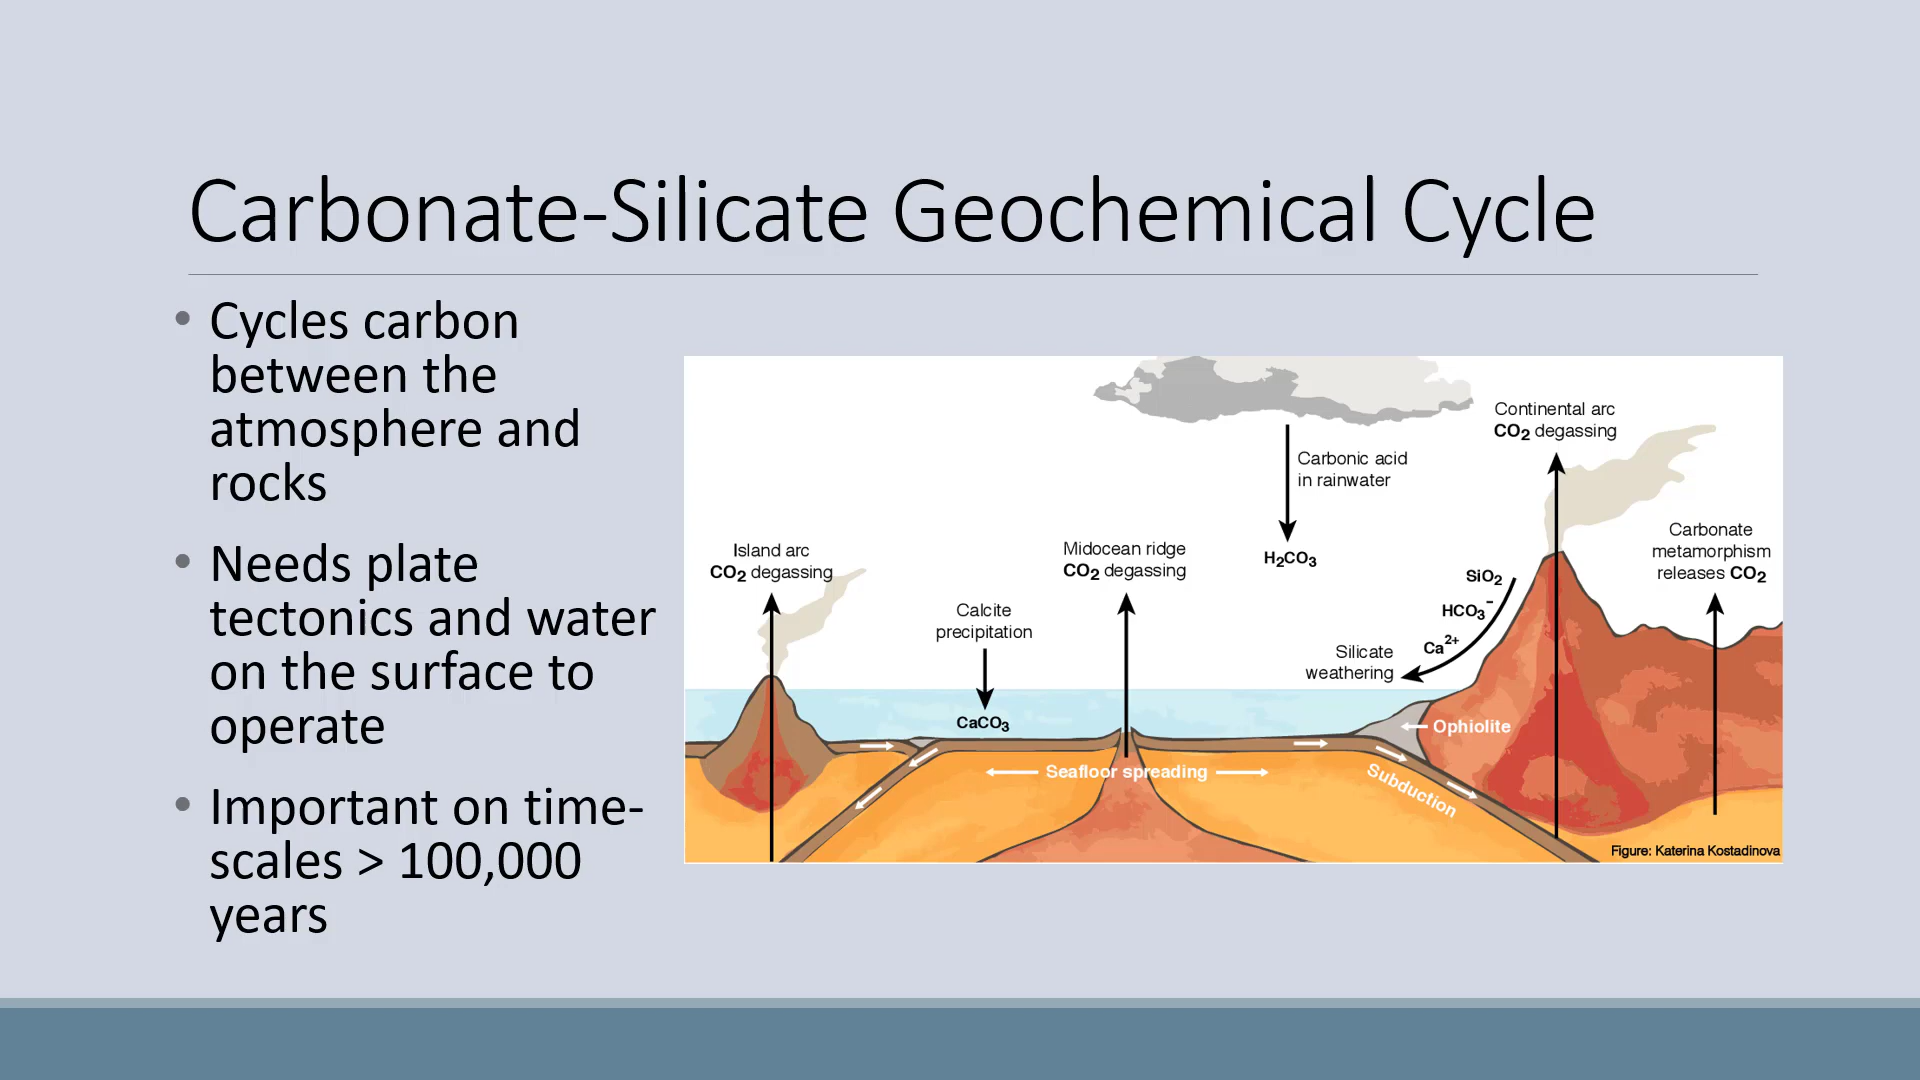 Carbonate-Silicate Geochemical Cycle
• Cycles carbon
between the
atmosphere and
rocks
• Needs plate
tectonics and water
on the surface to
operate
• Important on time-
scales > 100,000
years
Island arc
CO2 degassing
Calcite
precipitation
CaCO3
Midocean ridge
CO2 degassing
Carbonic acid
in rainwater
H2CO3
Continental arc
CO2 degassing
Carbonate
metamorphism
releases CO2
SiO2
HCO3−
Ca2+
Silicate
weathering
Ophiolite
Seafloor spreading
Subduction
Figure: Katerina Kostadinova